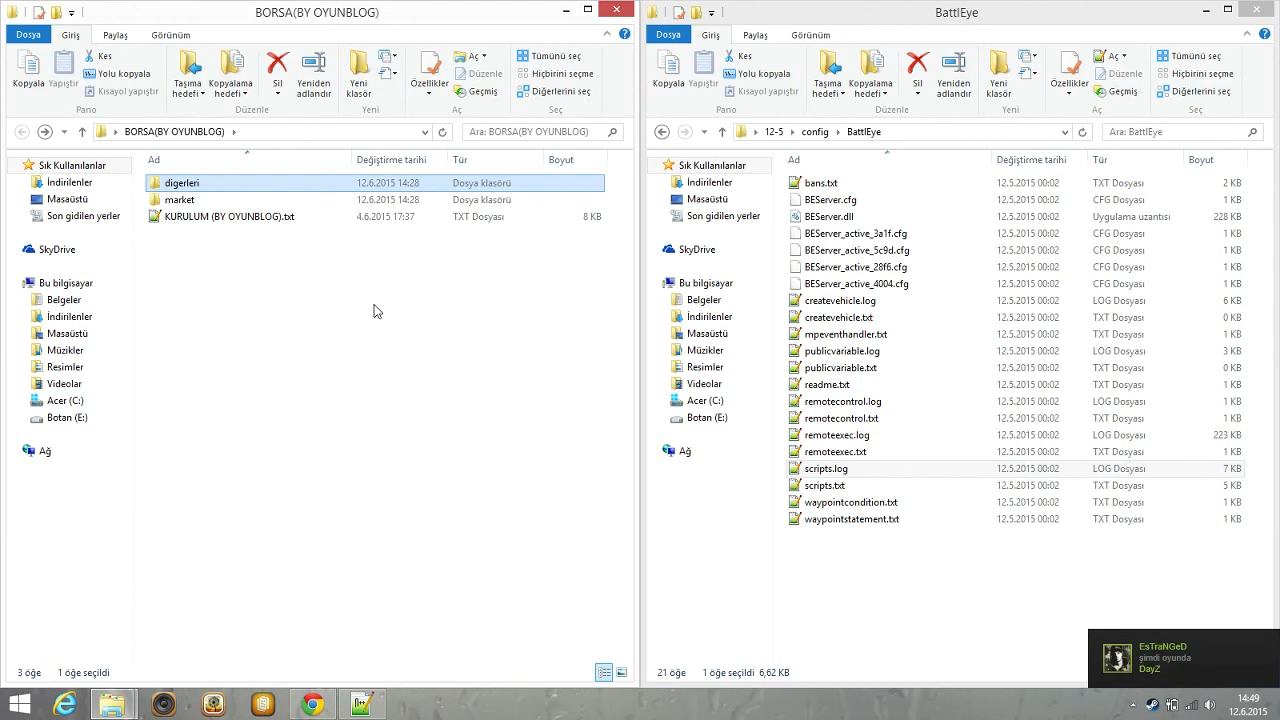 BORSA(BY OYUNBLOG)
Dosya
Giriş
Paylaş
Görünüm
Kopyala
Yapıştır
Kes
Yolu kopyala
Kısayol yapıştır
Taşıma hedefi
Kopyalama hedefi
Sil
Yeniden adlandır
Yeni klasör
Özellikler
Aç
Düzenle
Geçmiş
Tümünü seç
Hiçbirini seçme
Diğerlerini seç
Pano
Düzenle
Yeni
Aç
Seç
BORSA(BY OYUNBLOG)
Ara: BORSA(BY OYUNBLOG)
Ad
Değiştirme tarihi
Tür
Boyut
digerleri 12.6.2015 14:28 Dosya klasörü
market 12.6.2015 14:28 Dosya klasörü
KURULUM (BY OYUNBLOG).txt 4.6.2015 17:37 TXT Dosyası 8 KB
Sık Kullanılanlar
İndirilenler
Masaüstü
Son gidilen yerler
SkyDrive
Bu bilgisayar
Belgeler
İndirilenler
Masaüstü
Müzikler
Resimler
Videolar
Acer (C:)
Botan (E:)
Ağ
3 öğe 1 öğe seçildi
BattlEye
Dosya
Giriş
Paylaş
Görünüm
Kopyala
Yapıştır
Kes
Yolu kopyala
Kısayol yapıştır
Taşıma hedefi
Kopyalama hedefi
Sil
Yeniden adlandır
Yeni klasör
Özellikler
Aç
Düzenle
Geçmiş
Tümünü seç
Hiçbirini seçme
Diğerlerini seç
Pano
Düzenle
Yeni
Aç
Seç
12-5 config BattlEye
Ara: BattlEye
Ad
Değiştirme tarihi
Tür
Boyut
bans.txt 12.5.2015 00:02 TXT Dosyası 2 KB
BEServer.cfg 12.5.2015 00:02 CFG Dosyası 1 KB
BEServer.dll 12.5.2015 00:02 Uygulama uzantısı 228 KB
BEServer_active_3a1f.cfg 12.5.2015 00:02 CFG Dosyası 1 KB
BEServer_active_5c9d.cfg 12.5.2015 00:02 CFG Dosyası 1 KB
BEServer_active_28f6.cfg 12.5.2015 00:02 CFG Dosyası 1 KB
BEServer_active_4004.cfg 12.5.2015 00:02 CFG Dosyası 1 KB
createvehicle.log 12.5.2015 00:02 LOG Dosyası 6 KB
createvehicle.txt 12.5.2015 00:02 TXT Dosyası 0 KB
mpeventhandler.txt 12.5.2015 00:02 TXT Dosyası 1 KB
publicvariable.log 12.5.2015 00:02 LOG Dosyası 3 KB
publicvariable.txt 12.5.2015 00:02 TXT Dosyası 0 KB
readme.txt 12.5.2015 00:02 TXT Dosyası 1 KB
remotecontrol.log 12.5.2015 00:02 LOG Dosyası 1 KB
remotecontrol.txt 12.5.2015 00:02 TXT Dosyası 1 KB
remoteexec.log 12.5.2015 00:02 LOG Dosyası 223 KB
remoteexec.txt 12.5.2015 00:02 TXT Dosyası 1 KB
scripts.log 12.5.2015 00:02 LOG Dosyası 7 KB
scripts.txt 12.5.2015 00:02 TXT Dosyası 5 KB
waypointcondition.txt 12.5.2015 00:02 TXT Dosyası 1 KB
waypointstatement.txt 12.5.2015 00:02 TXT Dosyası 1 KB
Sık Kullanılanlar
İndirilenler
Masaüstü
Son gidilen yerler
SkyDrive
Bu bilgisayar
Belgeler
İndirilenler
Masaüstü
Müzikler
Resimler
Videolar
Acer (C:)
Botan (E:)
Ağ
21 öğe 1 öğe seçildi 6,62 KB
EsTraNGeD
şimdi oyunda
DayZ
14:49
12.6.2015